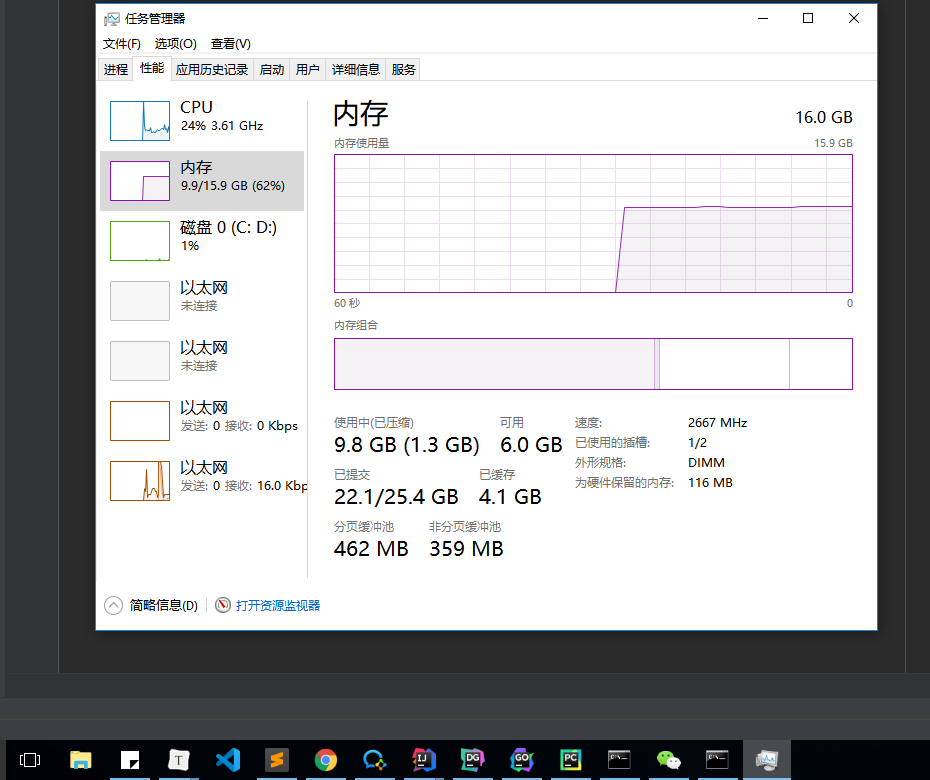 任务管理器
文件(F) 选项(O) 查看(V)
进程 性能 应用历史记录 启动 用户 详细信息 服务
CPU
24% 3.61 GHz
内存
9.9/15.9 GB (62%)
磁盘 0 (C: D:)
1%
以太网
未连接
以太网
未连接
以太网
发送: 0 接收: 0 Kbps
以太网
发送: 0 接收: 16.0 Kbp
内存 16.0 GB
内存使用量 15.9 GB
60 秒 0
内存组合
使用中(已压缩) 可用
9.8 GB (1.3 GB) 6.0 GB
已提交 已缓存
22.1/25.4 GB 4.1 GB
分页缓冲池 非分页缓冲池
462 MB 359 MB
速度: 2667 MHz
已使用的插槽: 1/2
外形规格: DIMM
为硬件保留的内存: 116 MB
简略信息(D) 打开资源监视器
T IJ DG GO PC